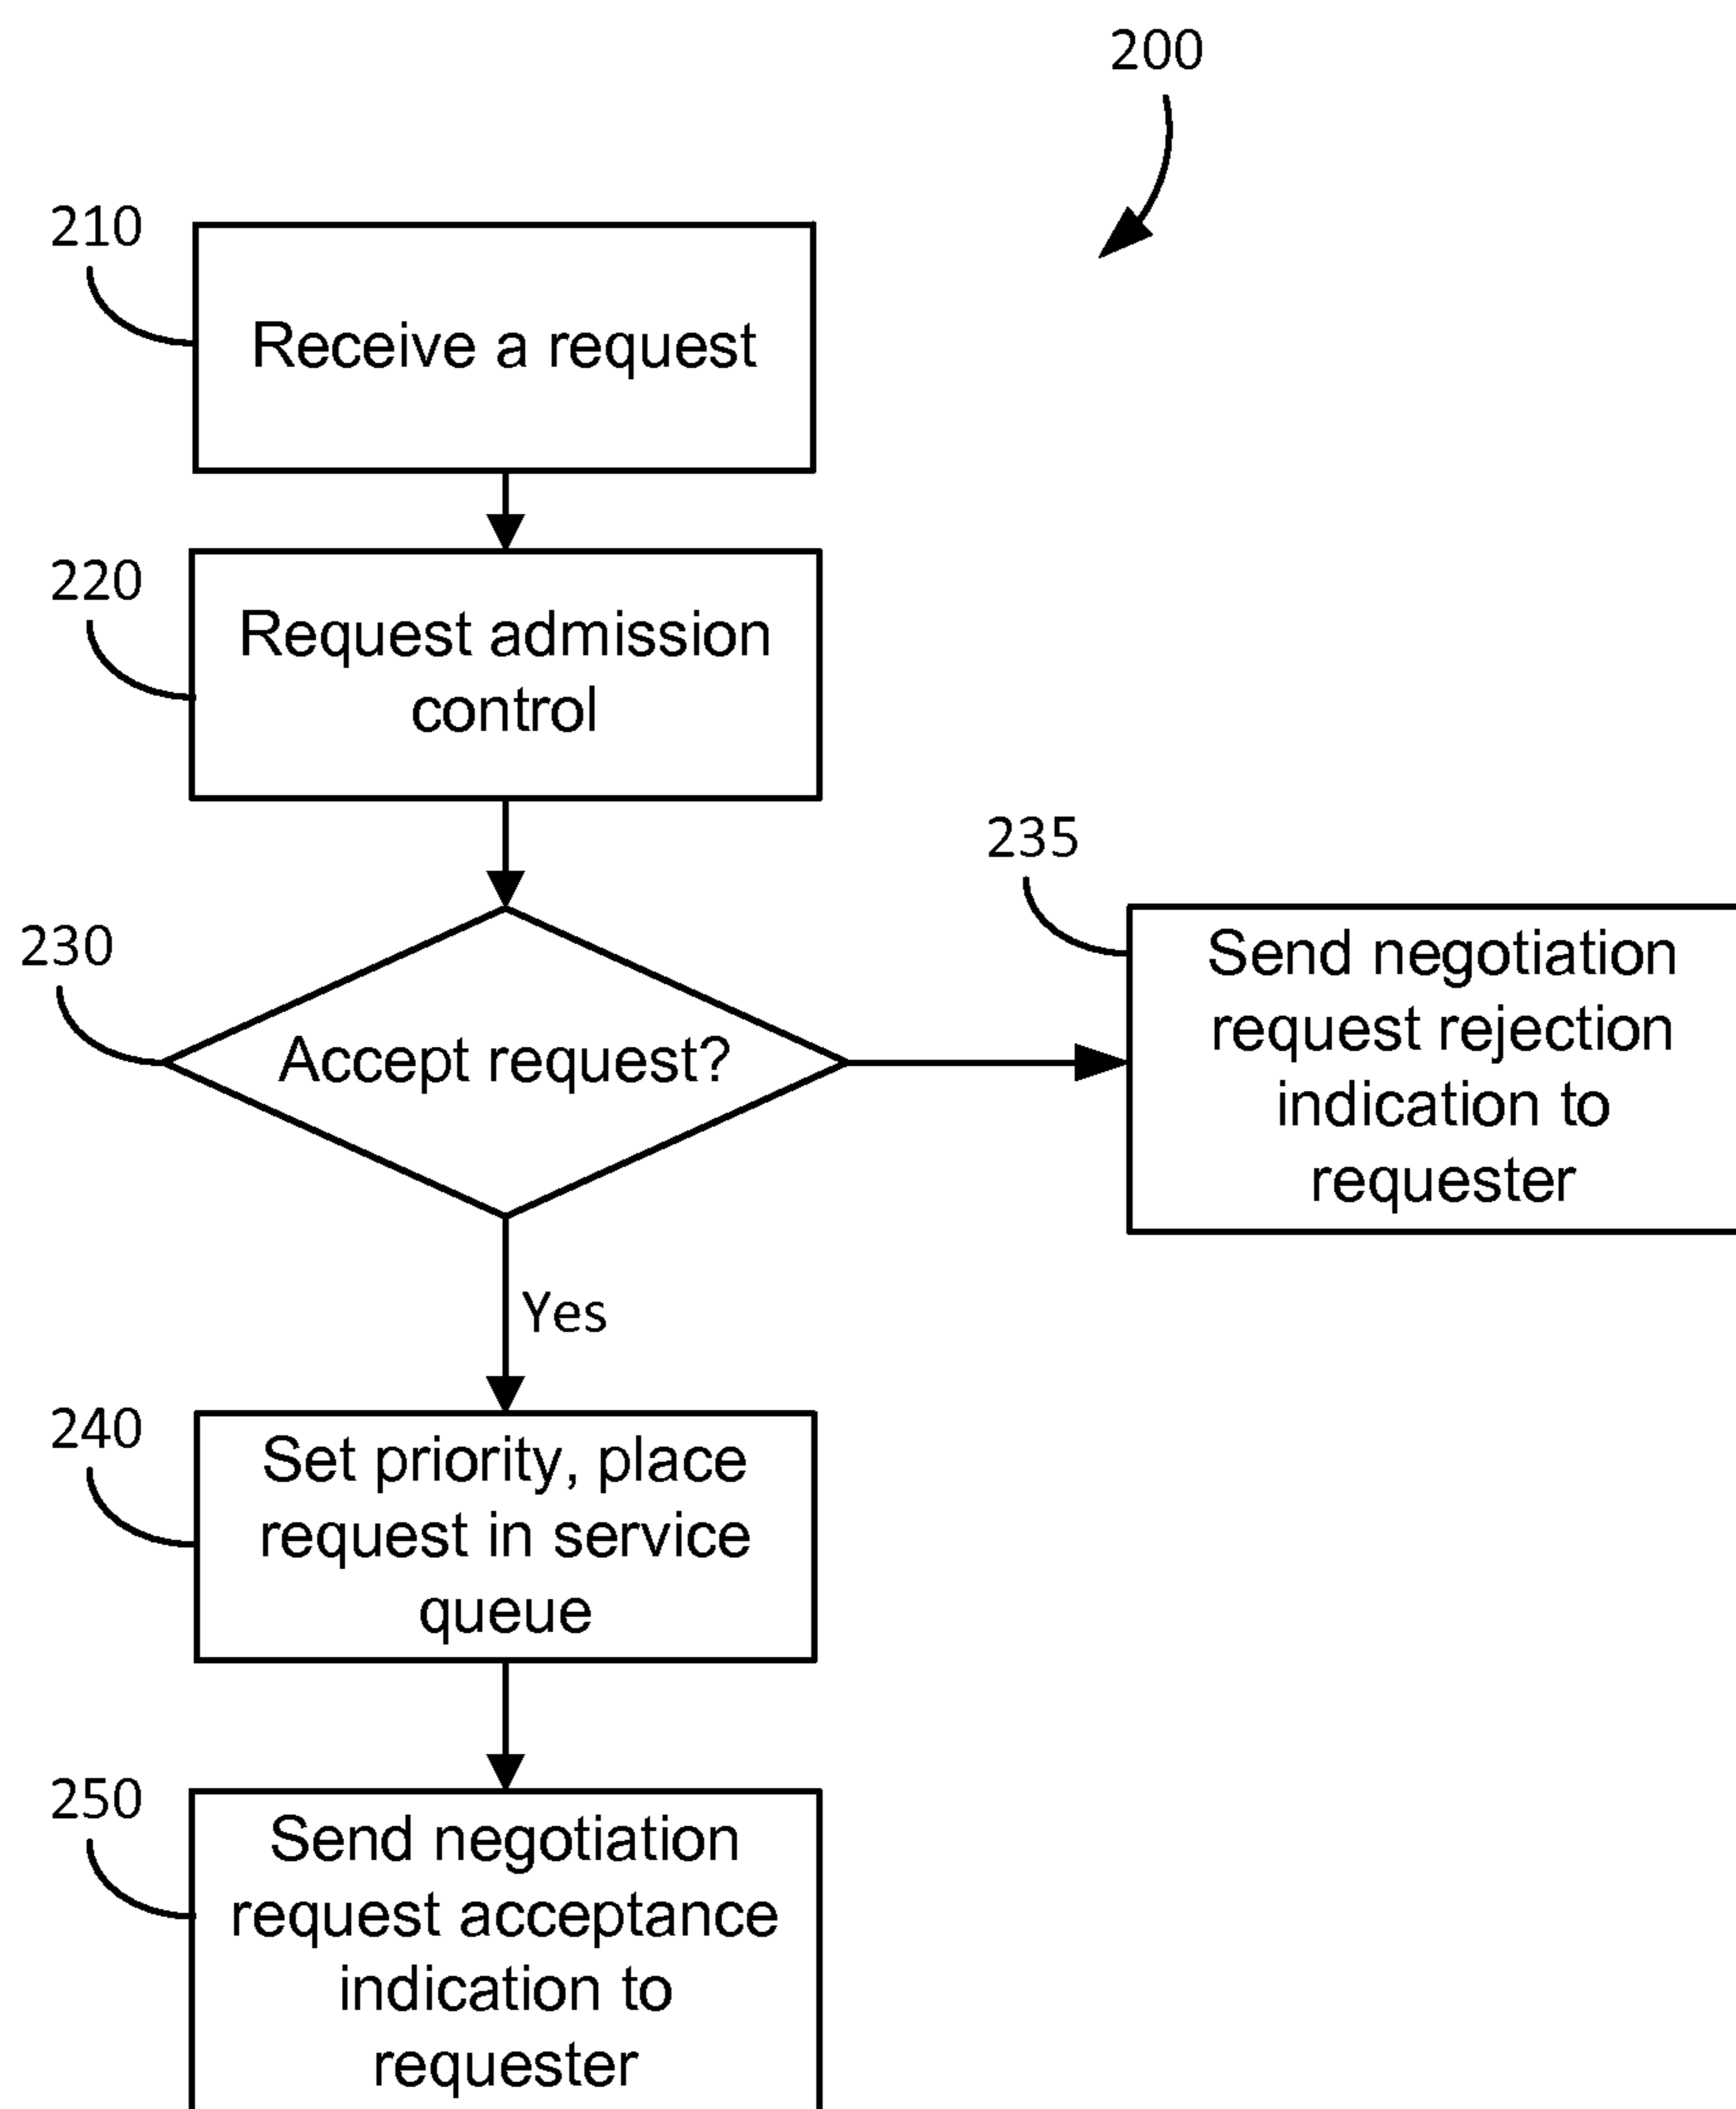 200
210
Receive a request
220
Request admission
control
235
230
Send negotiation
request rejection
indication to
requester
Accept request?
Yes
240
Set priority, place
request in service
queue
250
Send negotiation
request acceptance
indication to
requester